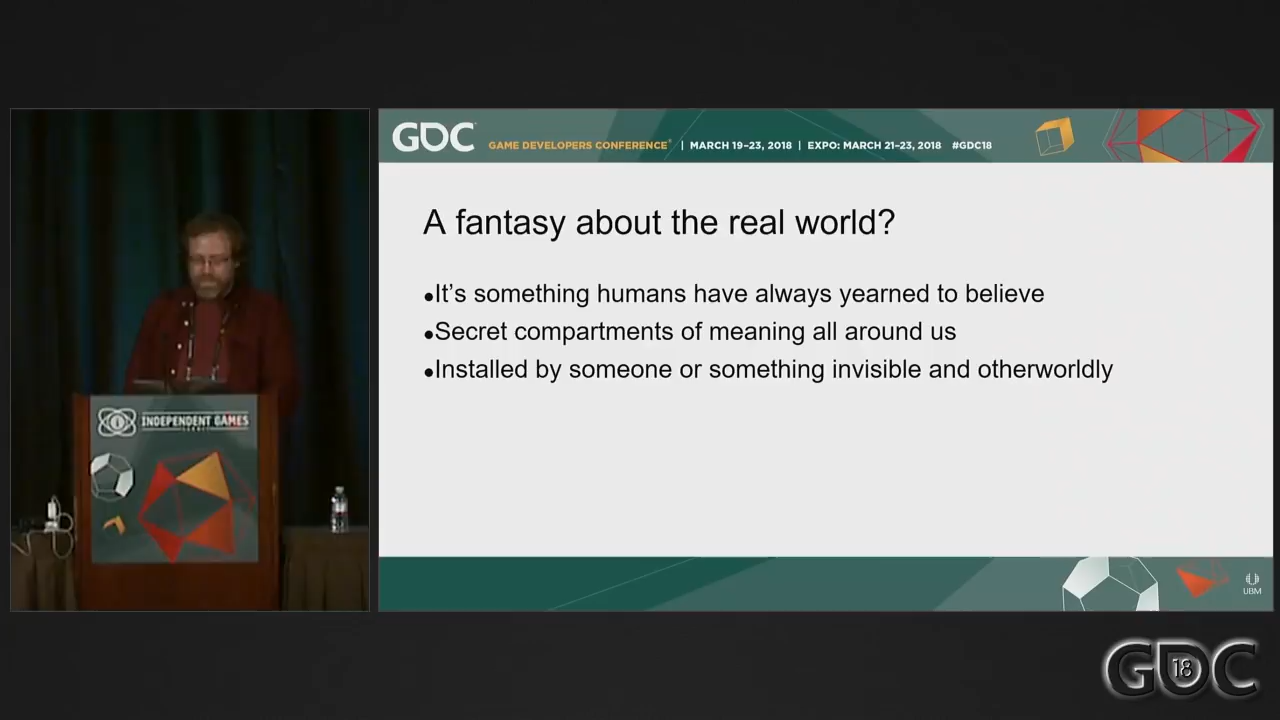 GDC GAME DEVELOPERS CONFERENCE® | MARCH 19–23, 2018 | EXPO: MARCH 21–23, 2018 #GDC18
A fantasy about the real world?
●It’s something humans have always yearned to believe
●Secret compartments of meaning all around us
●Installed by someone or something invisible and otherworldly
INDEPENDENT GAMES
SUMMIT
UBM
GDC 18